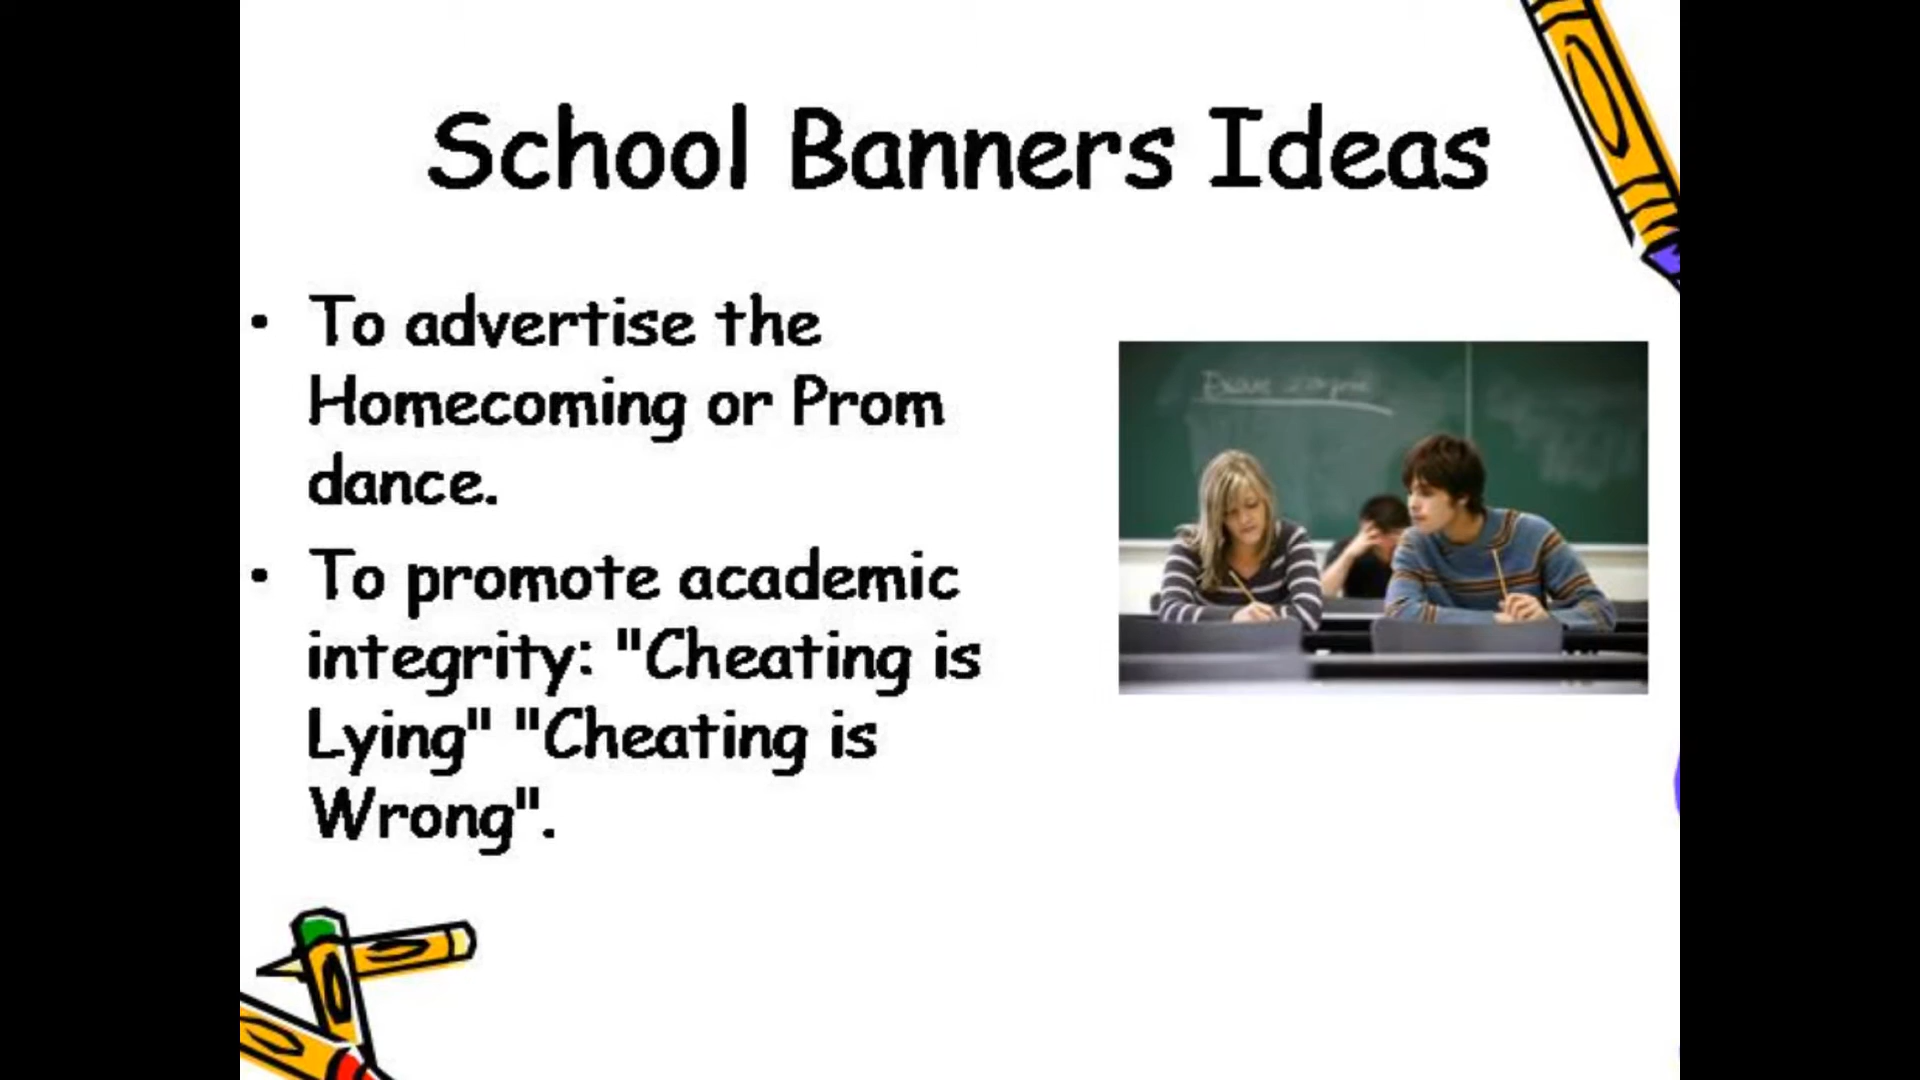 School Banners Ideas
• To advertise the
Homecoming or Prom
dance.
• To promote academic
integrity: "Cheating is
Lying" "Cheating is
Wrong".